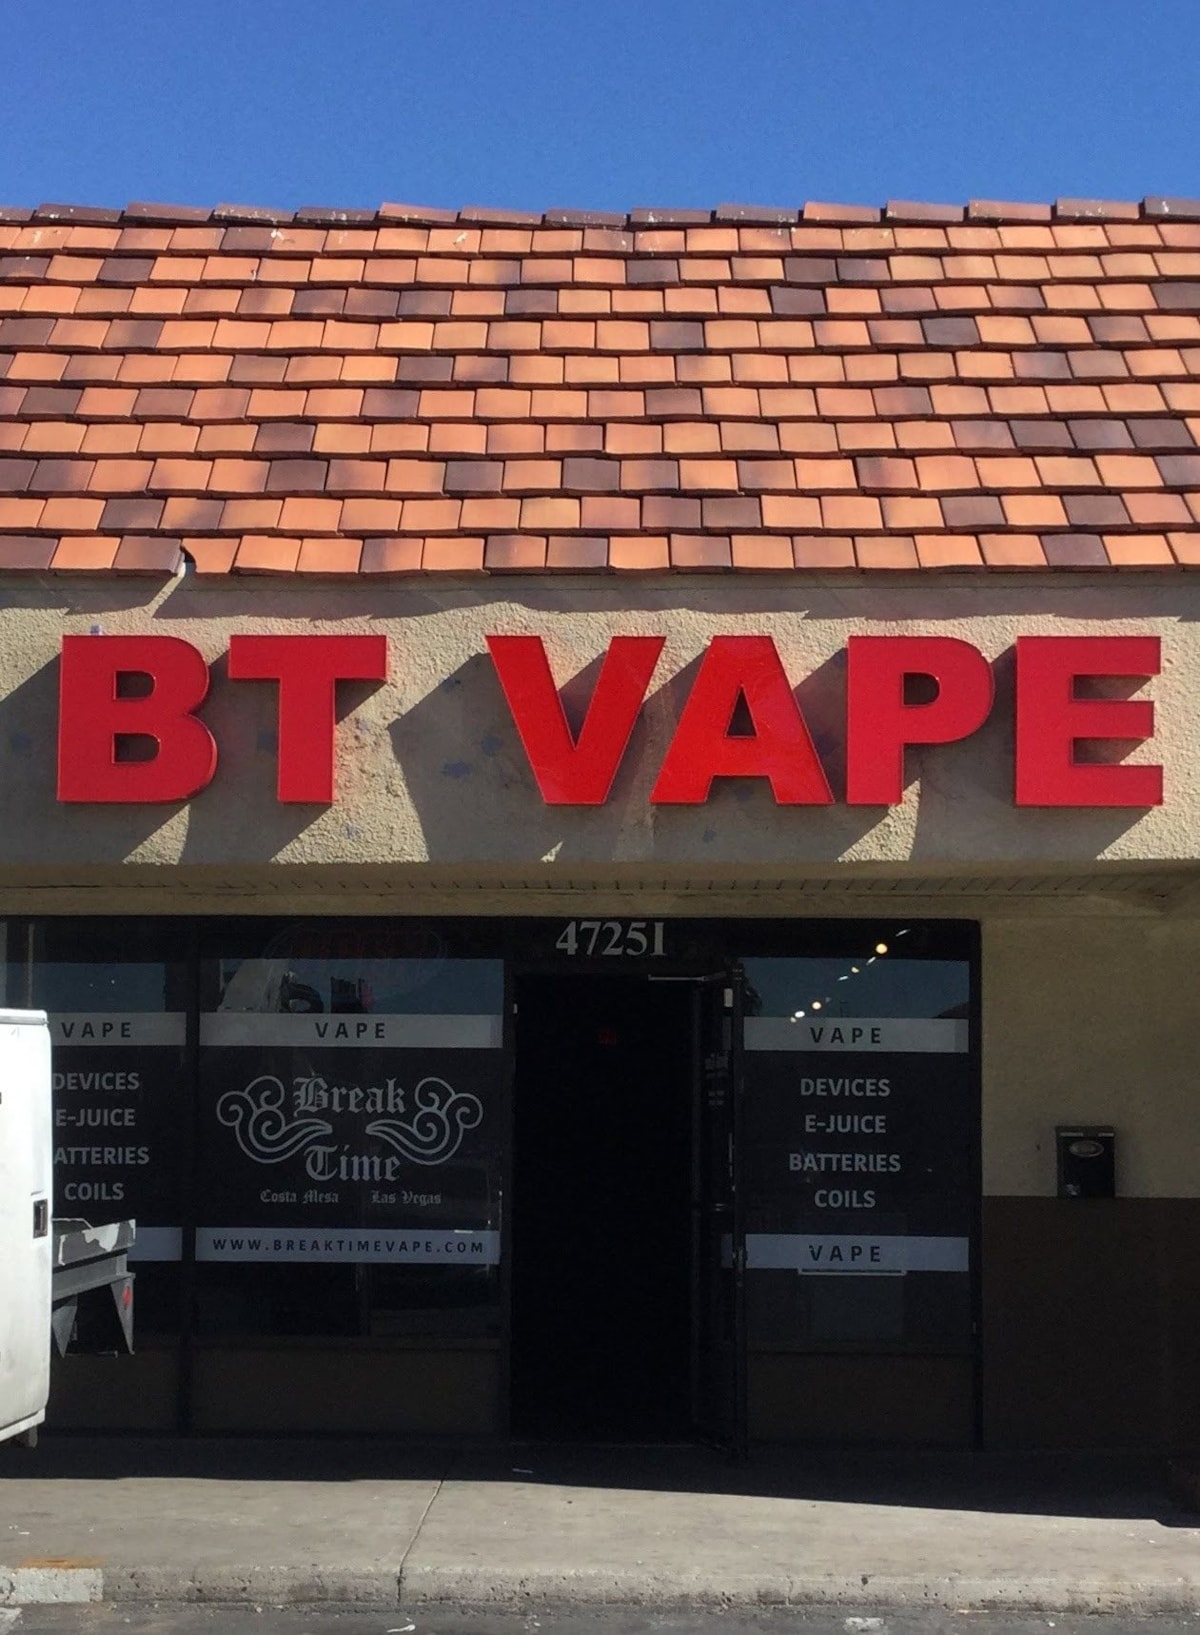 BT VAPE
4725I
VAPE
DEVICES
E-JUICE
ATTERIES
COILS
VAPE
Break
Time
Costa Mesa Las Vegas
WWW.BREAKTIMEVAPE.COM
VAPE
DEVICES
E-JUICE
BATTERIES
COILS
VAPE